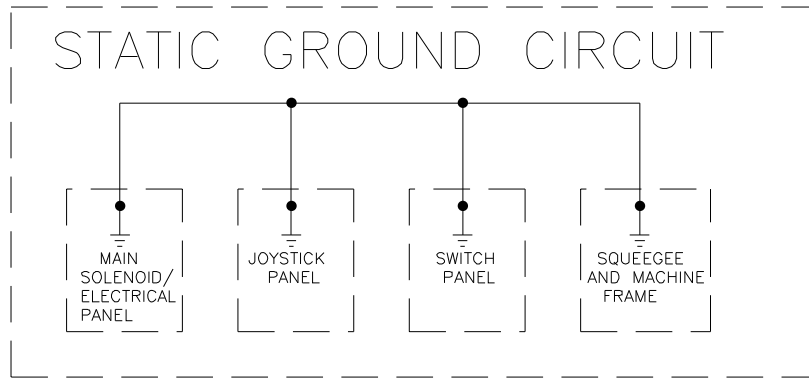 STATIC GROUND CIRCUIT
MAIN
SOLENOID/
ELECTRICAL
PANEL
JOYSTICK
PANEL
SWITCH
PANEL
SQUEEGEE
AND MACHINE
FRAME